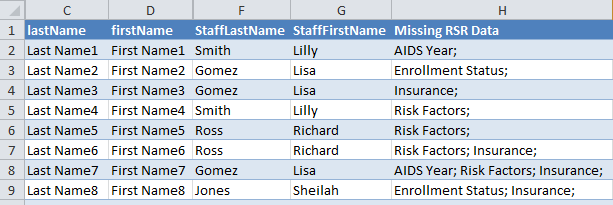 C D F G H
1 lastName firstName StaffLastName StaffFirstName Missing RSR Data
2 Last Name1 First Name1 Smith Lilly AIDS Year;
3 Last Name2 First Name2 Gomez Lisa Enrollment Status;
4 Last Name3 First Name3 Gomez Lisa Insurance;
5 Last Name4 First Name4 Smith Lilly Risk Factors;
6 Last Name5 First Name5 Ross Richard Risk Factors;
7 Last Name6 First Name6 Ross Richard Risk Factors; Insurance;
8 Last Name7 First Name7 Gomez Lisa AIDS Year; Risk Factors; Insurance;
9 Last Name8 First Name8 Jones Sheilah Enrollment Status; Insurance;